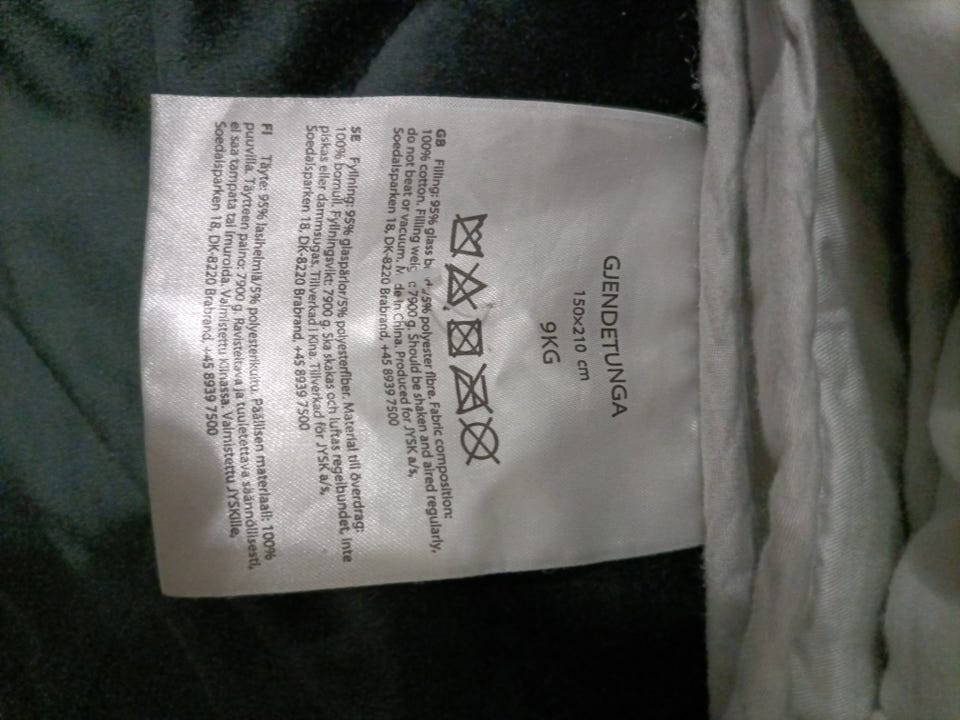 GJENDETUNGA
150x210 cm
9KG
GB Filling: 95% glass /5% polyester fibre. Fabric composition:
100% cotton. Filling 7900 g. Should be shaken and aired regularly,
do not beat or vacuum. Made in China. Produced for JYSK a/s,
Soedalsparken 18, DK-8220 Brabrand, +45 8939 7500
SE Fyllning: 95% glaspärlor/5% polyesterfiber. Material till överdrag:
100% bomull. Fyllningsvikt: 7900 g. Ska skakas och luftas regelbundet, inte
piskas eller dammsugas. Tillverkad i Kina. Tillverkad för JYSK a/s,
Soedalsparken 18, DK-8220 Brabrand, +45 8939 7500
FI Täyte: 95% lasihelmiä/5% polyesterikuitu. Päällisen materiaali: 100%
puuvilla. Täytteen paino: 7900 g. Ravisteltava ja tuuletettava säännöllisesti,
ei saa tampata tai imuroida. Valmistettu Kiinassa. Valmistettu JYSKille,
Soedalsparken 18, DK-8220 Brabrand, +45 8939 7500